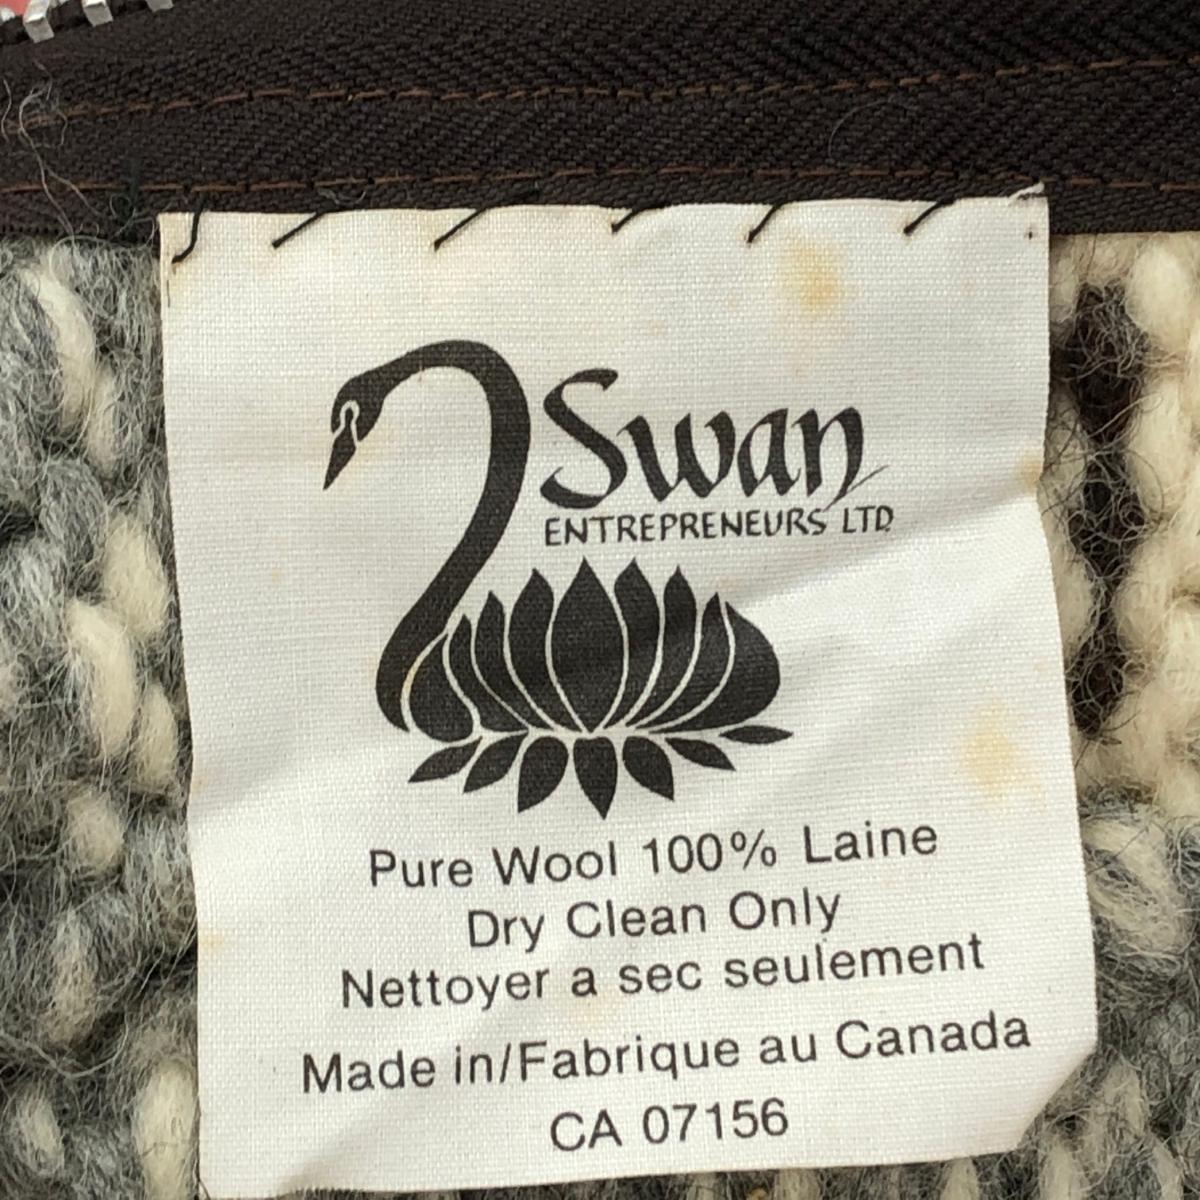 Swan
ENTREPRENEURS LTD
Pure Wool 100% Laine
Dry Clean Only
Nettoyer a sec seulement
Made in/Fabrique au Canada
CA 07156